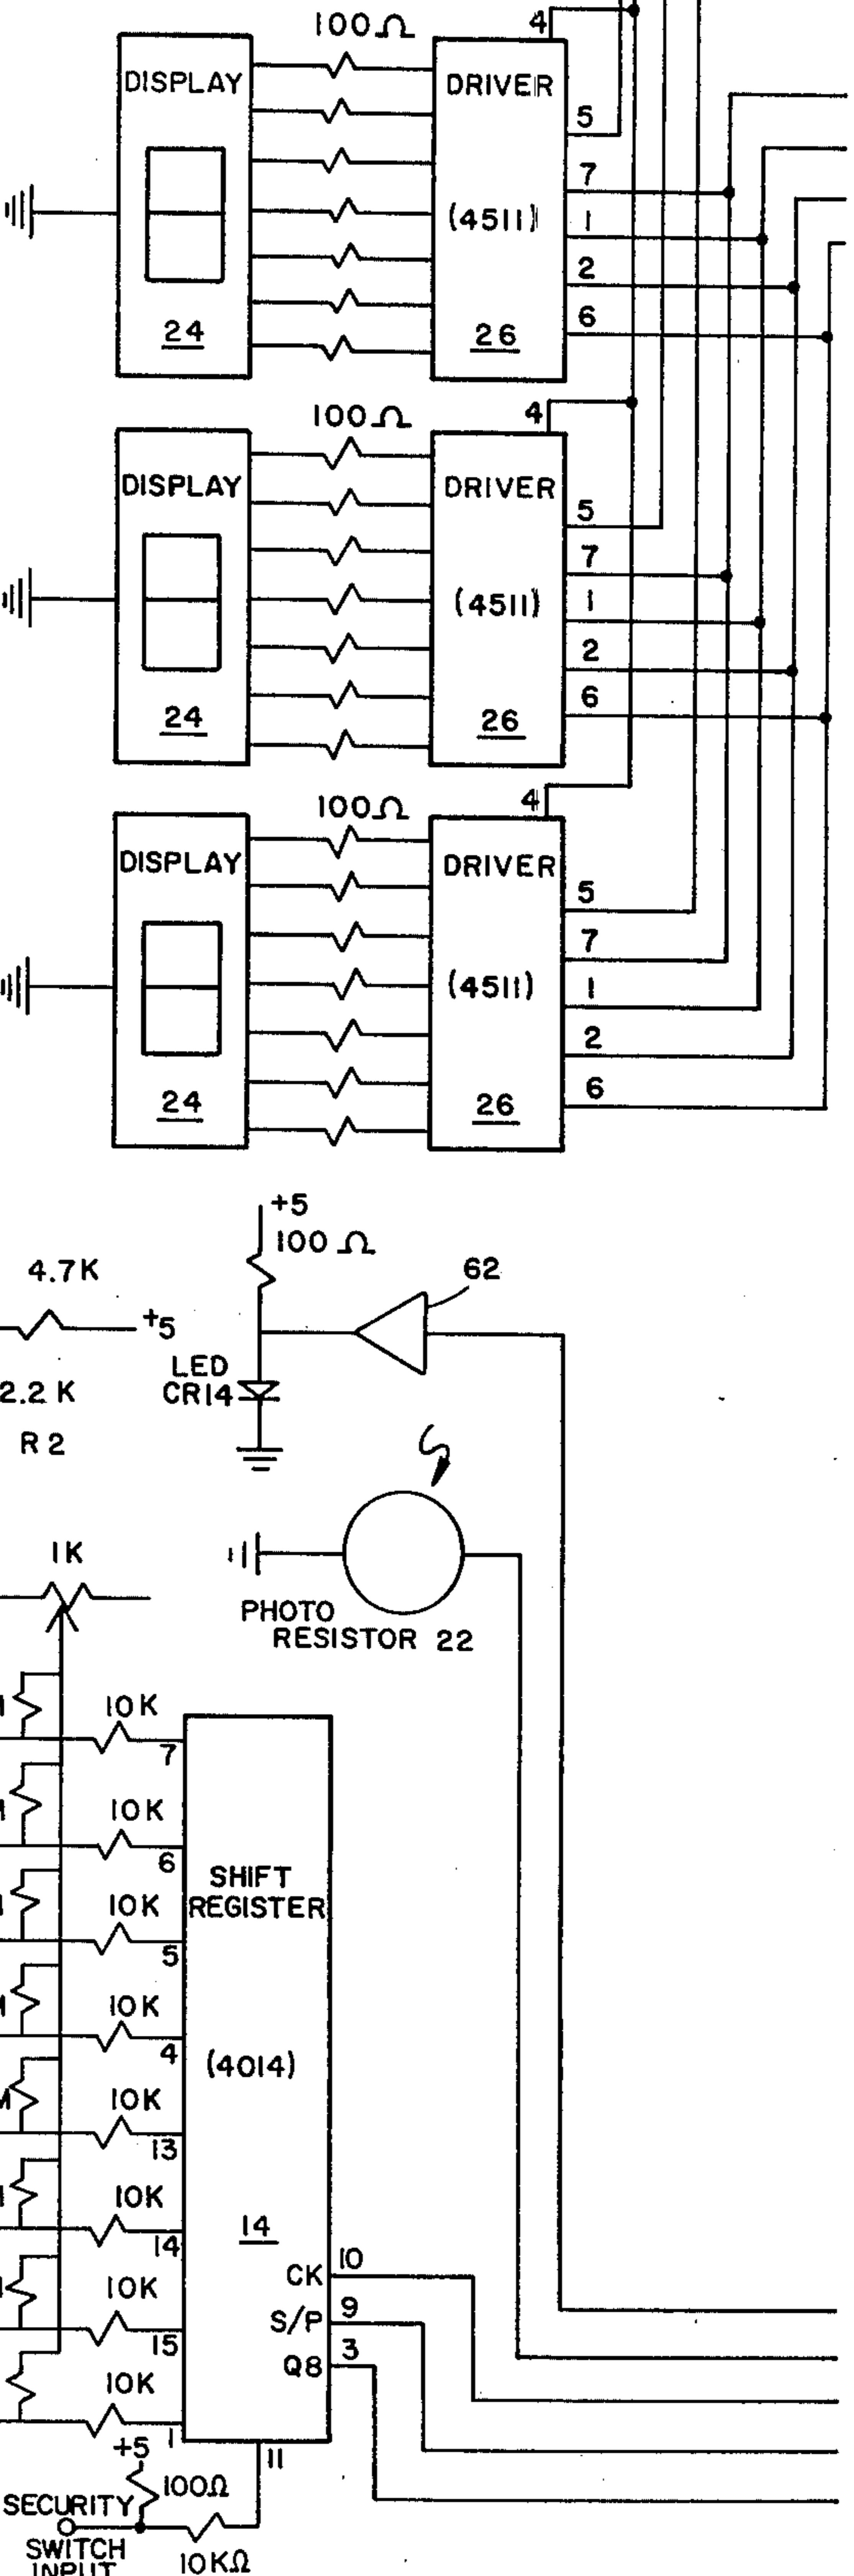 100Ω
4
DISPLAY
DRIVER
5
7
(4511)
1
2
24
26
6
100Ω
4
DISPLAY
DRIVER
5
7
(4511)
1
2
24
26
6
100Ω
4
DISPLAY
DRIVER
5
7
(4511)
1
2
24
26
6
+5
100 Ω
4.7K
62
+5
LED
CR14
2.2 K
R2
1K
PHOTO
RESISTOR 22
10K
7
10K
6
SHIFT
REGISTER
10K
5
10K
4
(4014)
M
10K
13
10K
14
14
CK
10
10K
S/P
9
15
Q8
3
10K
1
+5
11
100Ω
SECURITY
SWITCH
INPUT
10KΩ